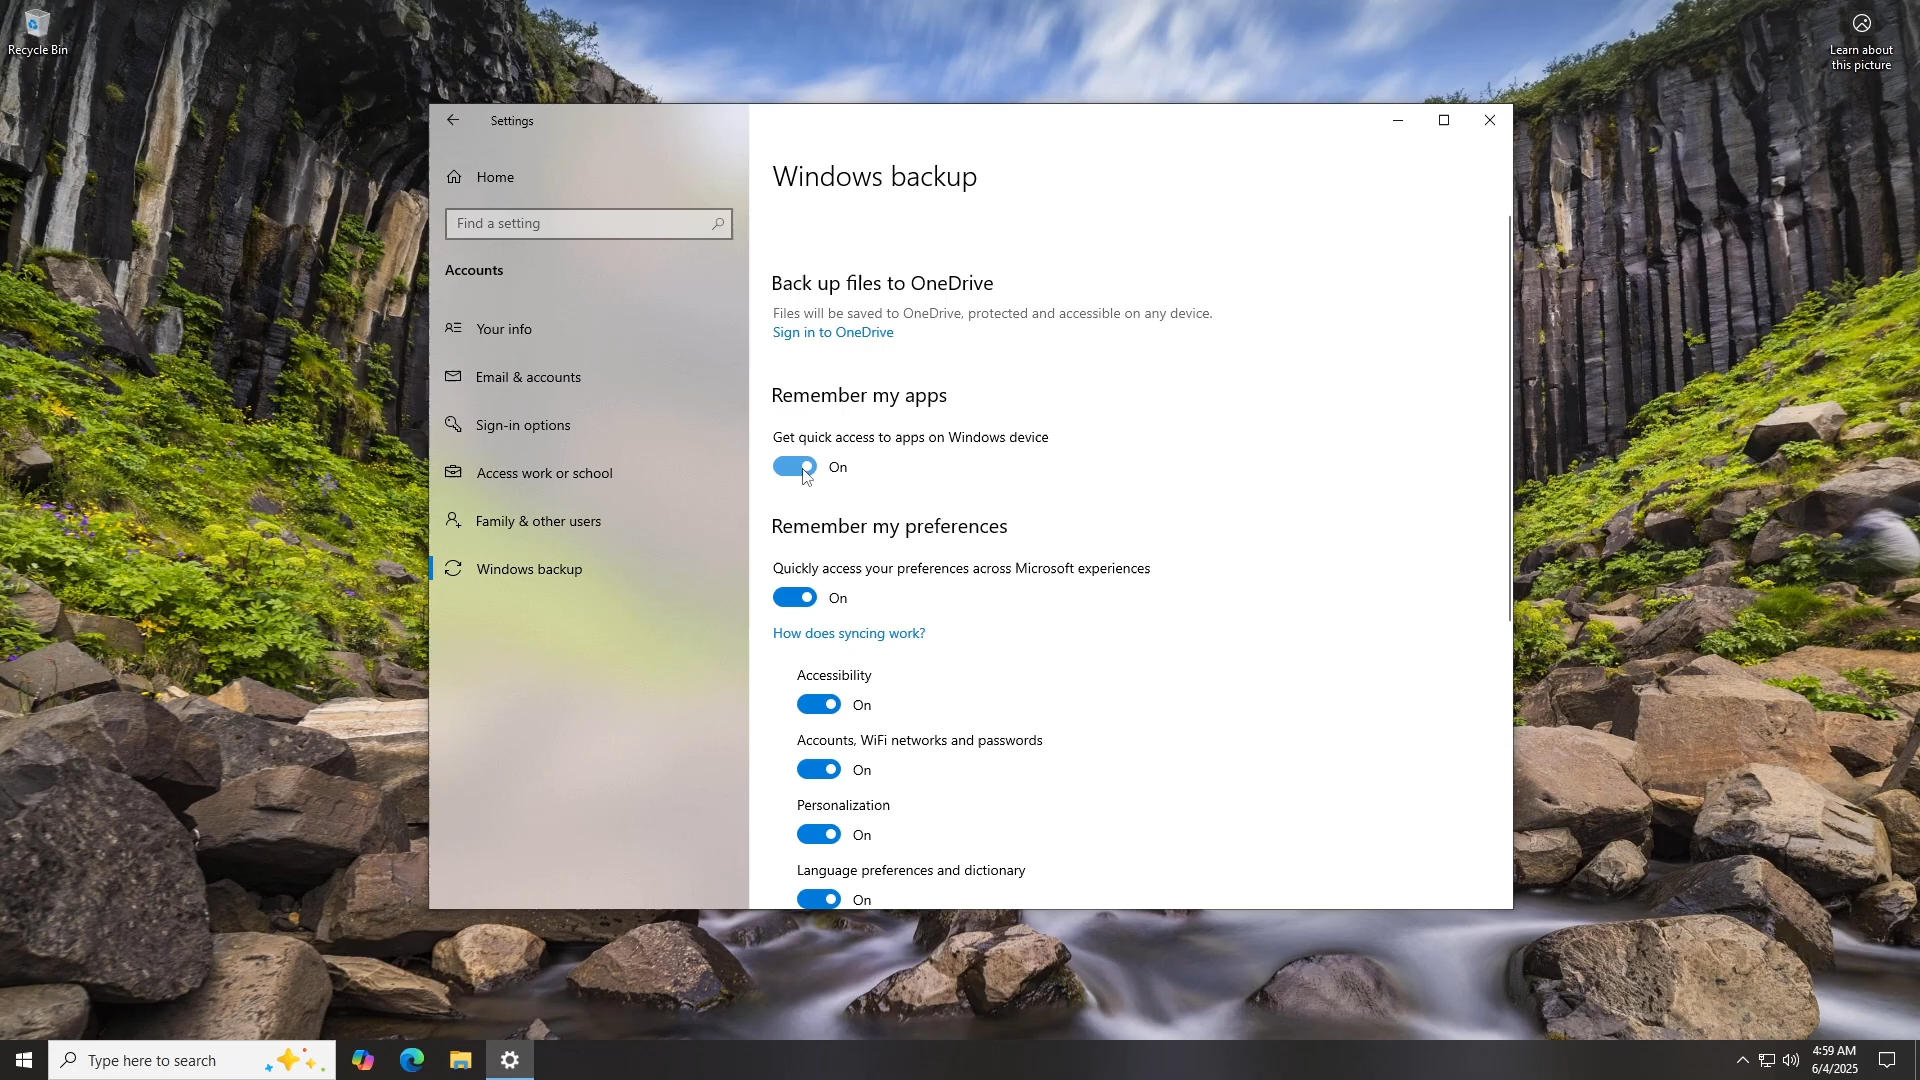 Recycle Bin
Learn about
this picture
Settings
Home
Find a setting
Accounts
Your info
Email & accounts
Sign-in options
Access work or school
Family & other users
Windows backup
Windows backup
Back up files to OneDrive
Files will be saved to OneDrive, protected and accessible on any device.
Sign in to OneDrive
Remember my apps
Get quick access to apps on Windows device
On
Remember my preferences
Quickly access your preferences across Microsoft experiences
On
How does syncing work?
Accessibility
On
Accounts, WiFi networks and passwords
On
Personalization
On
Language preferences and dictionary
On
Type here to search
4:59 AM
6/4/2025